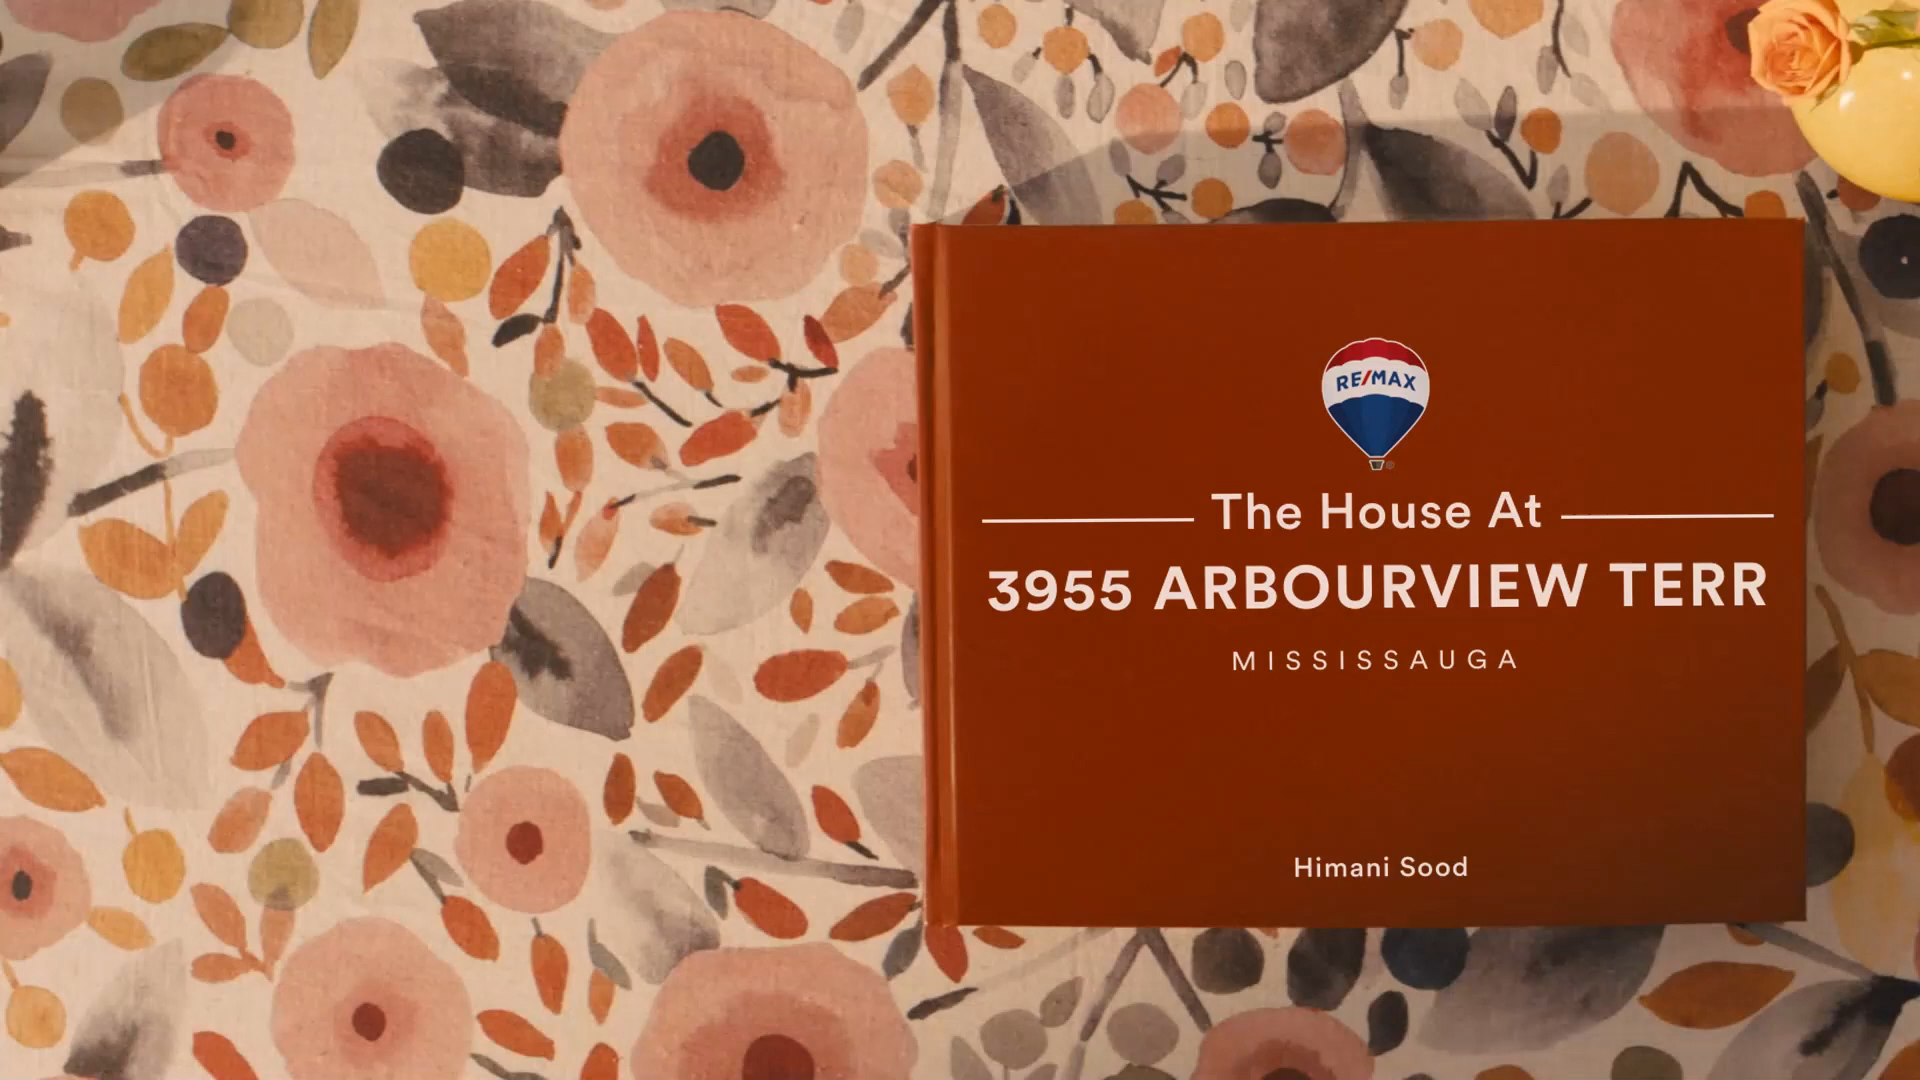 RE/MAX
The House At
3955 ARBOURVIEW TERR
MISSISSAUGA
Himani Sood